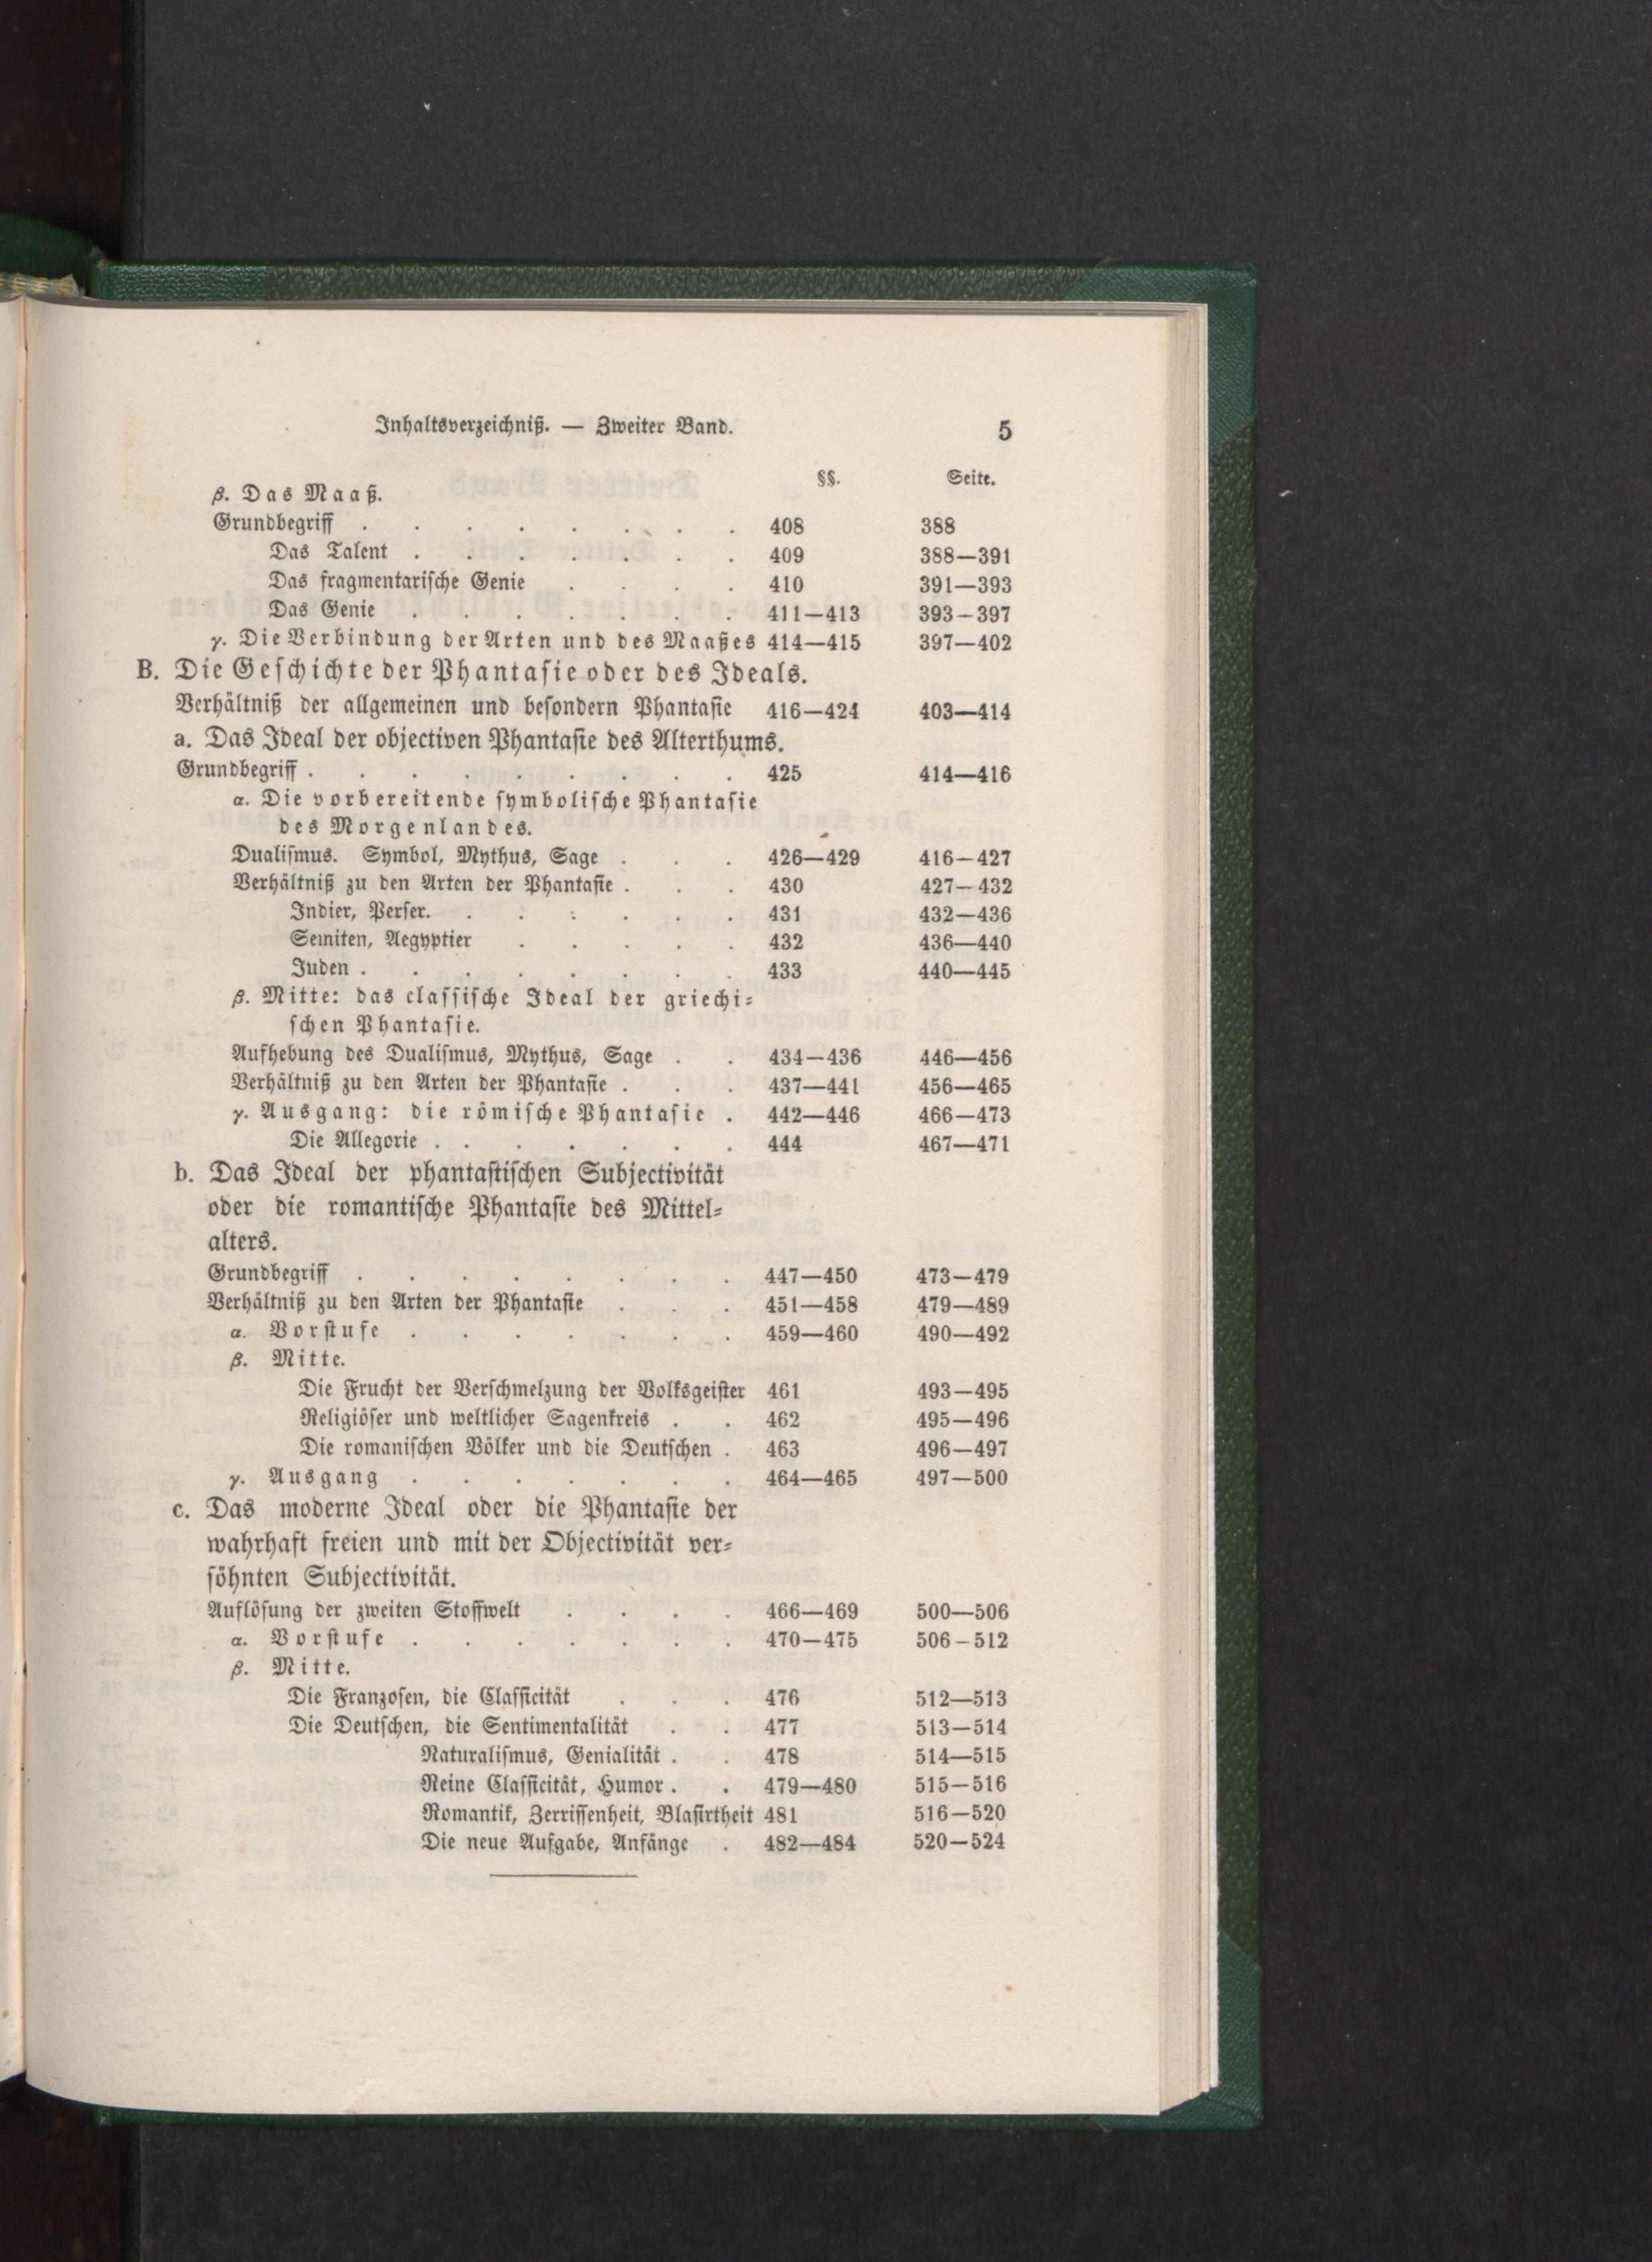 Inhaltsverzeichniß. — Zweiter Band. 5
§§. Seite.
β. Das Maaß.
Grundbegriff . . . . . . . . 408 388
Das Talent . . . . . . . 409 388—391
Das fragmentarische Genie . . . . 410 391—393
Das Genie . . . . . . . 411—413 393—397
γ. Die Verbindung der Arten und des Maaßes 414—415 397—402
B. Die Geschichte der Phantasie oder des Ideals.
Verhältniß der allgemeinen und besondern Phantasie 416—424 403—414
a. Das Ideal der objectiven Phantasie des Alterthums.
Grundbegriff . . . . . . . . . 425 414—416
α. Die vorbereitende symbolische Phantasie
des Morgenlandes.
Dualismus. Symbol, Mythus, Sage . . . 426—429 416—427
Verhältniß zu den Arten der Phantasie . . . 430 427—432
Indier, Perser. . . . . . . 431 432—436
Semiten, Aegyptier . . . . . 432 436—440
Juden . . . . . . . . 433 440—445
β. Mitte: das classische Ideal der griechi-
schen Phantasie.
Aufhebung des Dualismus, Mythus, Sage . . 434—436 446—456
Verhältniß zu den Arten der Phantasie . . . 437—441 456—465
γ. Ausgang: die römische Phantasie . 442—446 466—473
Die Allegorie . . . . . . . 444 467—471
b. Das Ideal der phantastischen Subjectivität
oder die romantische Phantasie des Mittel-
alters.
Grundbegriff . . . . . . . . 447—450 473—479
Verhältniß zu den Arten der Phantasie . . . 451—458 479—489
α. Vorstufe . . . . . . . 459—460 490—492
β. Mitte.
Die Frucht der Verschmelzung der Volksgeister 461 493—495
Religiöser und weltlicher Sagenkreis . . 462 495—496
Die romanischen Völker und die Deutschen . 463 496—497
γ. Ausgang . . . . . . . 464—465 497—500
c. Das moderne Ideal oder die Phantasie der
wahrhaft freien und mit der Objectivität ver-
söhnten Subjectivität.
Auflösung der zweiten Stoffwelt . . . . 466—469 500—506
α. Vorstufe . . . . . . . 470—475 506—512
β. Mitte.
Die Franzosen, die Classicität . . . 476 512—513
Die Deutschen, die Sentimentalität . . 477 513—514
Naturalismus, Genialität . . 478 514—515
Reine Classicität, Humor . . 479—480 515—516
Romantik, Zerrissenheit, Blasirtheit 481 516—520
Die neue Aufgabe, Anfänge . 482—484 520—524